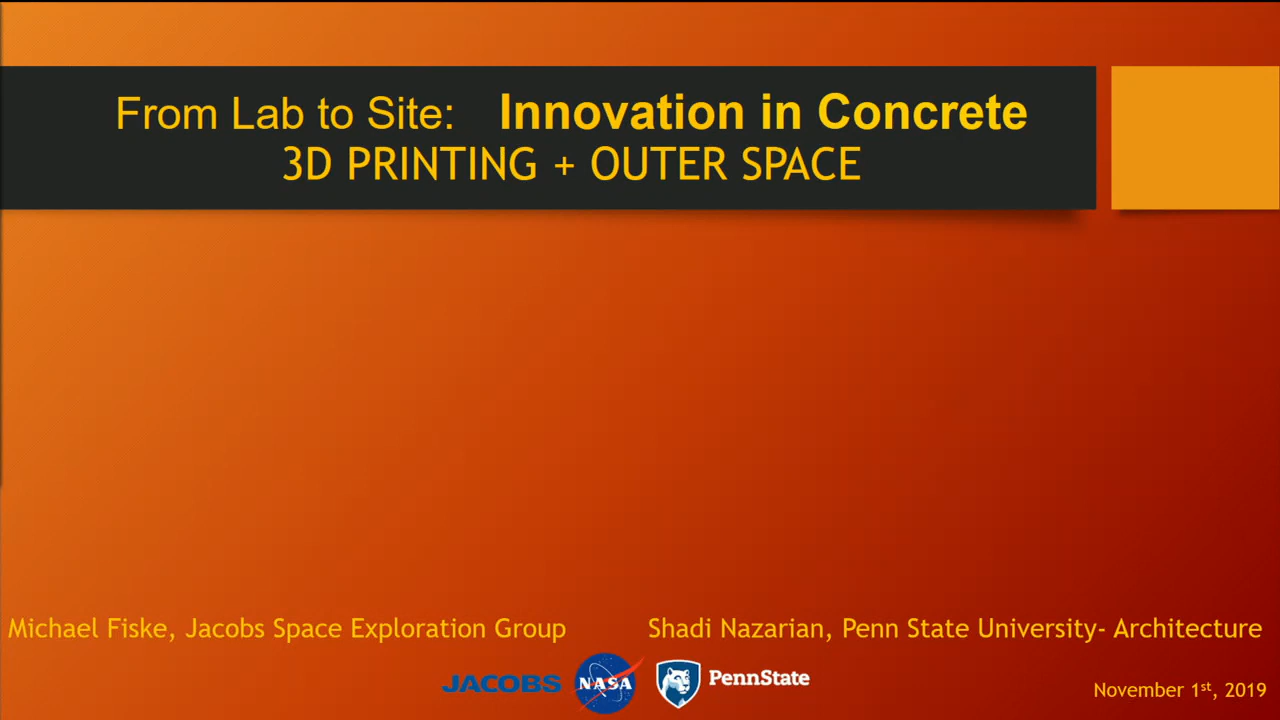 From Lab to Site: Innovation in Concrete
3D PRINTING + OUTER SPACE
Michael Fiske, Jacobs Space Exploration Group
Shadi Nazarian, Penn State University- Architecture
JACOBS
NASA
PennState
November 1st, 2019